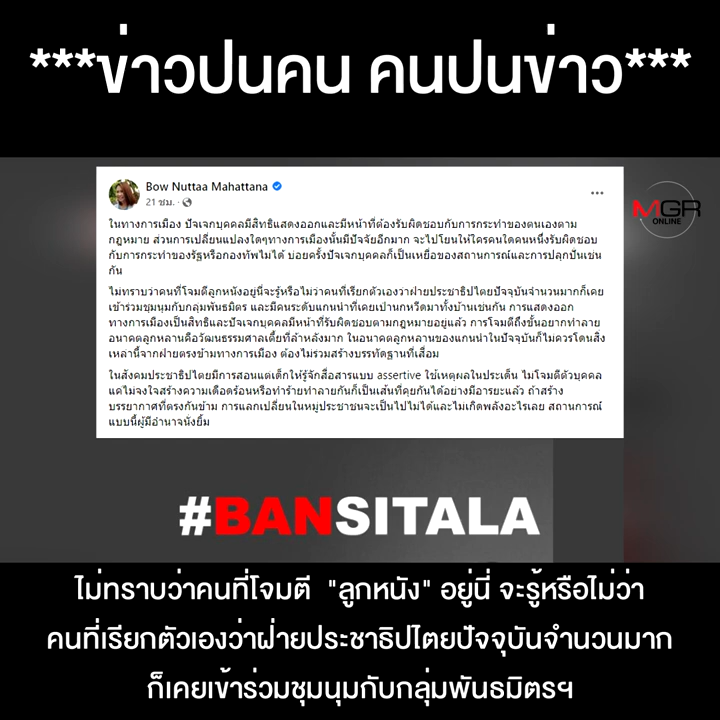 ***ข่าวปนคน คนปนข่าว***
Bow Nuttaa Mahattana
21 ชม. ·
MGR
ONLINE
ในทางการเมือง ปัจเจกบุคคลมีสิทธิแสดงออกและมีหน้าที่ต้องรับผิดชอบกับการกระทำของตนเองตาม
กฎหมาย ส่วนการเปลี่ยนแปลงใดๆทางการเมืองนั้นมีปัจจัยอีกมาก จะไปโยนให้ใครคนใดคนหนึ่งรับผิดชอบ
กับการกระทำของรัฐหรือกองทัพไม่ได้ บ่อยครั้งปัจเจกบุคคลก็เป็นเหยื่อของสถานการณ์และการปลุกปั่นเช่น
กัน
ไม่ทราบว่าคนที่โจมตีลูกหนังอยู่นี่จะรู้หรือไม่ว่าคนที่เรียกตัวเองว่าฝ่ายประชาธิปไตยปัจจุบันจำนวนมากก็เคย
เข้าร่วมชุมนุมกับกลุ่มพันธมิตร และมีคนระดับแกนนำที่เคยเป่านกหวีดมาทั้งบ้านเช่นกัน การแสดงออก
ทางการเมืองเป็นสิทธิและปัจเจกบุคคลมีหน้าที่รับผิดชอบตามกฎหมายอยู่แล้ว การโจมตีถึงขั้นอยากทำลาย
อนาคตลูกหลานคือวัฒนธรรมศาลเตี้ยที่ล้าหลังมาก ในอนาคตลูกหลานของแกนนำในปัจจุบันก็ไม่ควรโดนสิ่ง
เหล่านี้จากฝ่ายตรงข้ามทางการเมือง ต้องไม่ร่วมสร้างบรรทัดฐานที่เสื่อม
ในสังคมประชาธิปไตยมีการสอนแต่เด็กให้รู้จักสื่อสารแบบ assertive ใช้เหตุผลในประเด็น ไม่โจมตีตัวบุคคล
แค่ไม่จงใจสร้างความเดือดร้อนหรือทำร้ายทำลายกันก็เป็นเส้นที่คุยกันได้อย่างมีอารยะแล้ว ถ้าสร้าง
บรรยากาศที่ตรงกันข้าม การแลกเปลี่ยนในหมู่ประชาชนจะเป็นไปไม่ได้และไม่เกิดพลังอะไรเลย สถานการณ์
แบบนี้ผู้มีอำนาจนั่งยิ้ม
#BANSITALA
ไม่ทราบว่าคนที่โจมตี "ลูกหนัง" อยู่นี่ จะรู้หรือไม่ว่า
คนที่เรียกตัวเองว่าฝ่ายประชาธิปไตยปัจจุบันจำนวนมาก
ก็เคยเข้าร่วมชุมนุมกับกลุ่มพันธมิตรฯ